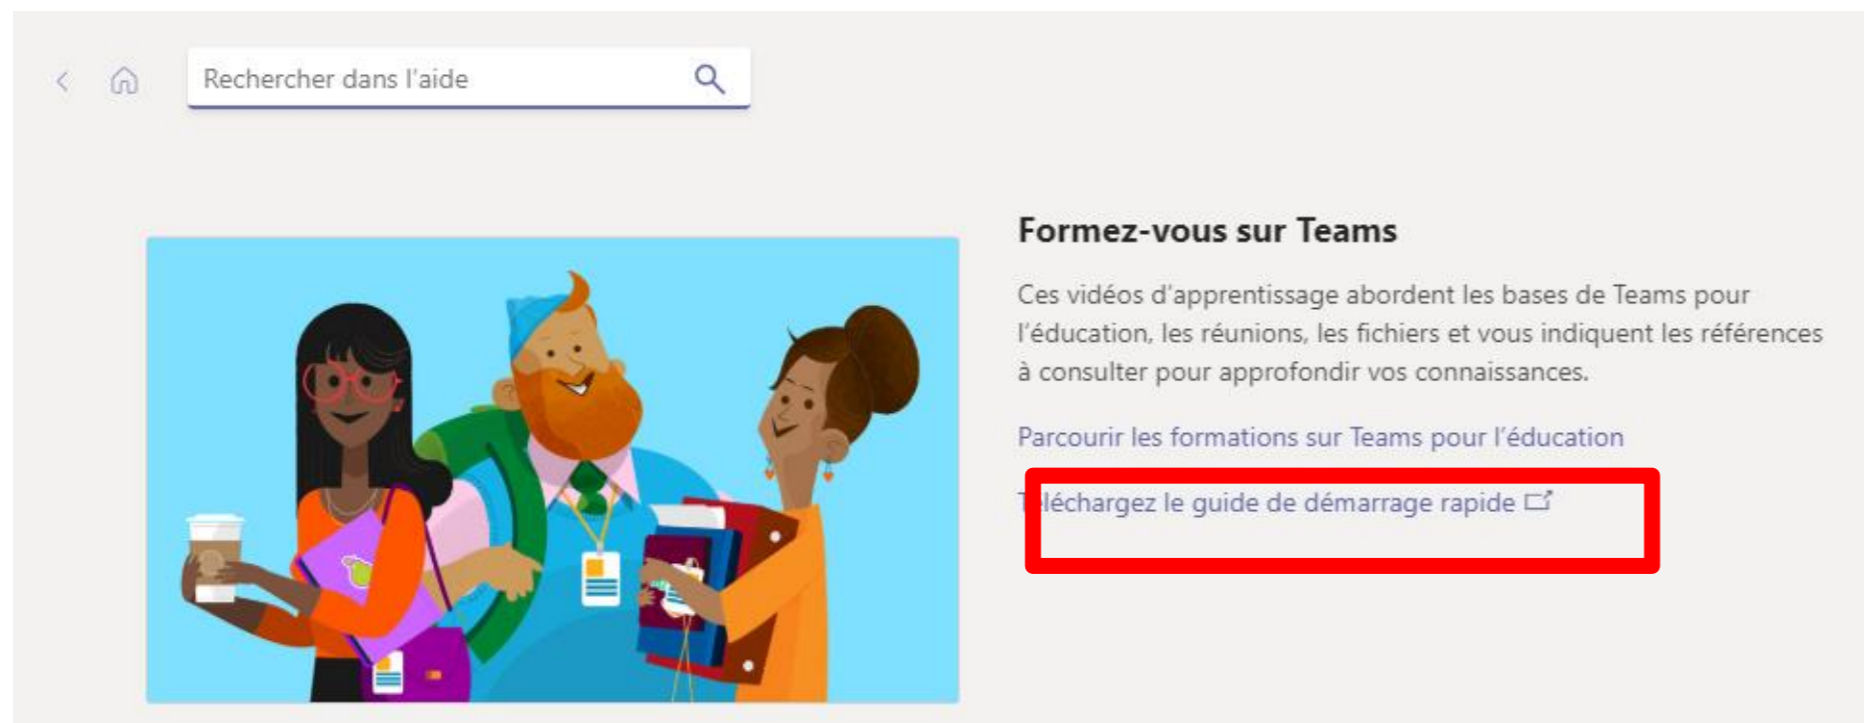 Rechercher dans l'aide
Formez-vous sur Teams
Ces vidéos d'apprentissage abordent les bases de Teams pour
l'éducation, les réunions, les fichiers et vous indiquent les références
à consulter pour approfondir vos connaissances.
Parcourir les formations sur Teams pour l'éducation
Téléchargez le guide de démarrage rapide